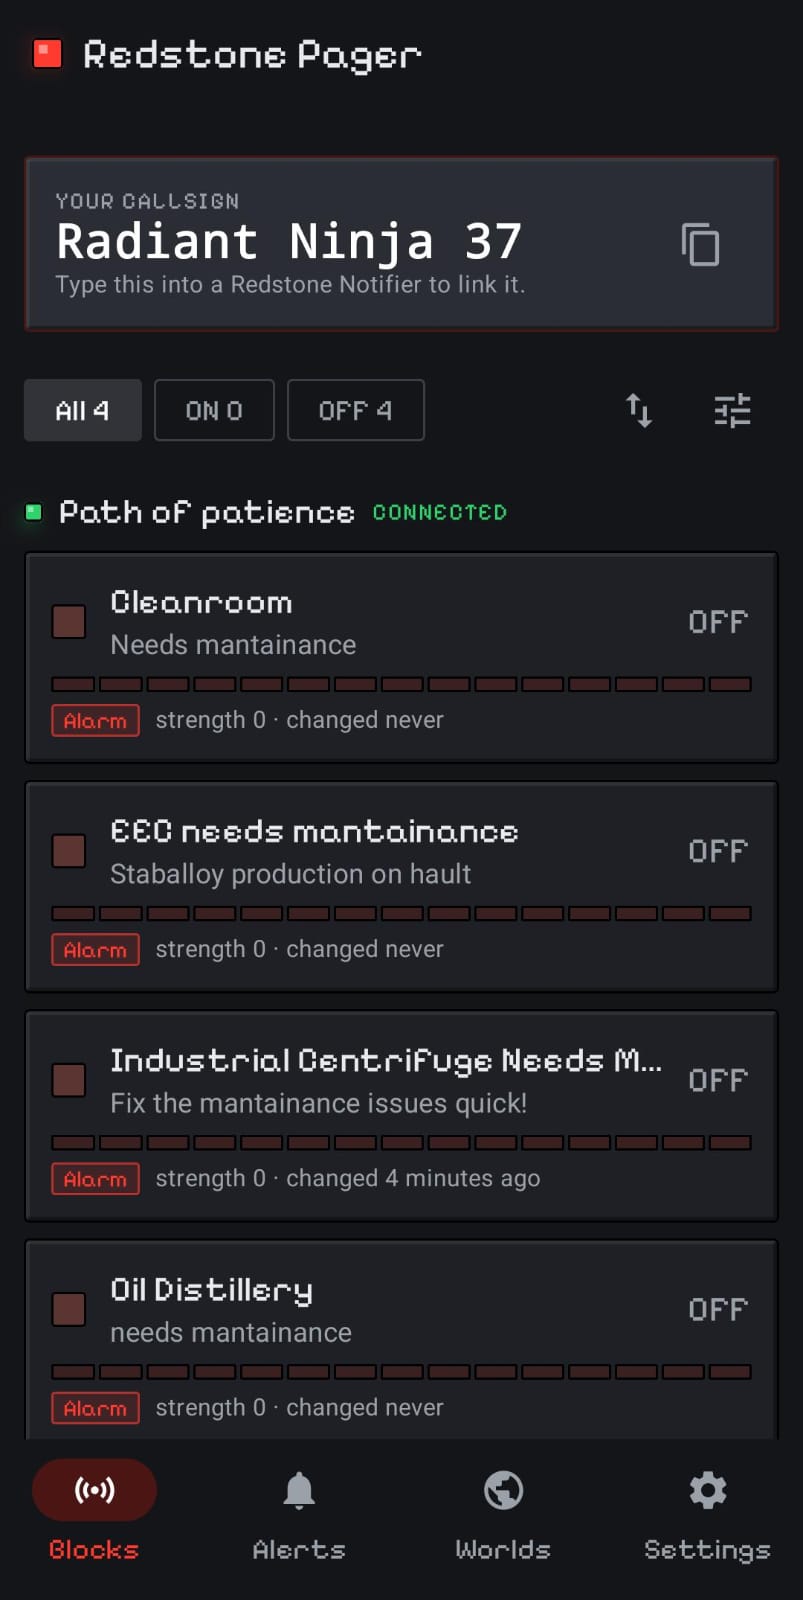 Redstone Pager
YOUR CALLSIGN
Radiant Ninja 37
Type this into a Redstone Notifier to link it.
All 4
ON 0
OFF 4
Path of patience CONNECTED
Cleanroom
OFF
Needs mantainance
Alarm strength 0 · changed never
EEC needs mantainance
OFF
Staballoy production on hault
Alarm strength 0 · changed never
Industrial Centrifuge Needs M...
OFF
Fix the mantainance issues quick!
Alarm strength 0 · changed 4 minutes ago
Oil Distillery
OFF
needs mantainance
Alarm strength 0 · changed never
Blocks
Alerts
Worlds
Settings